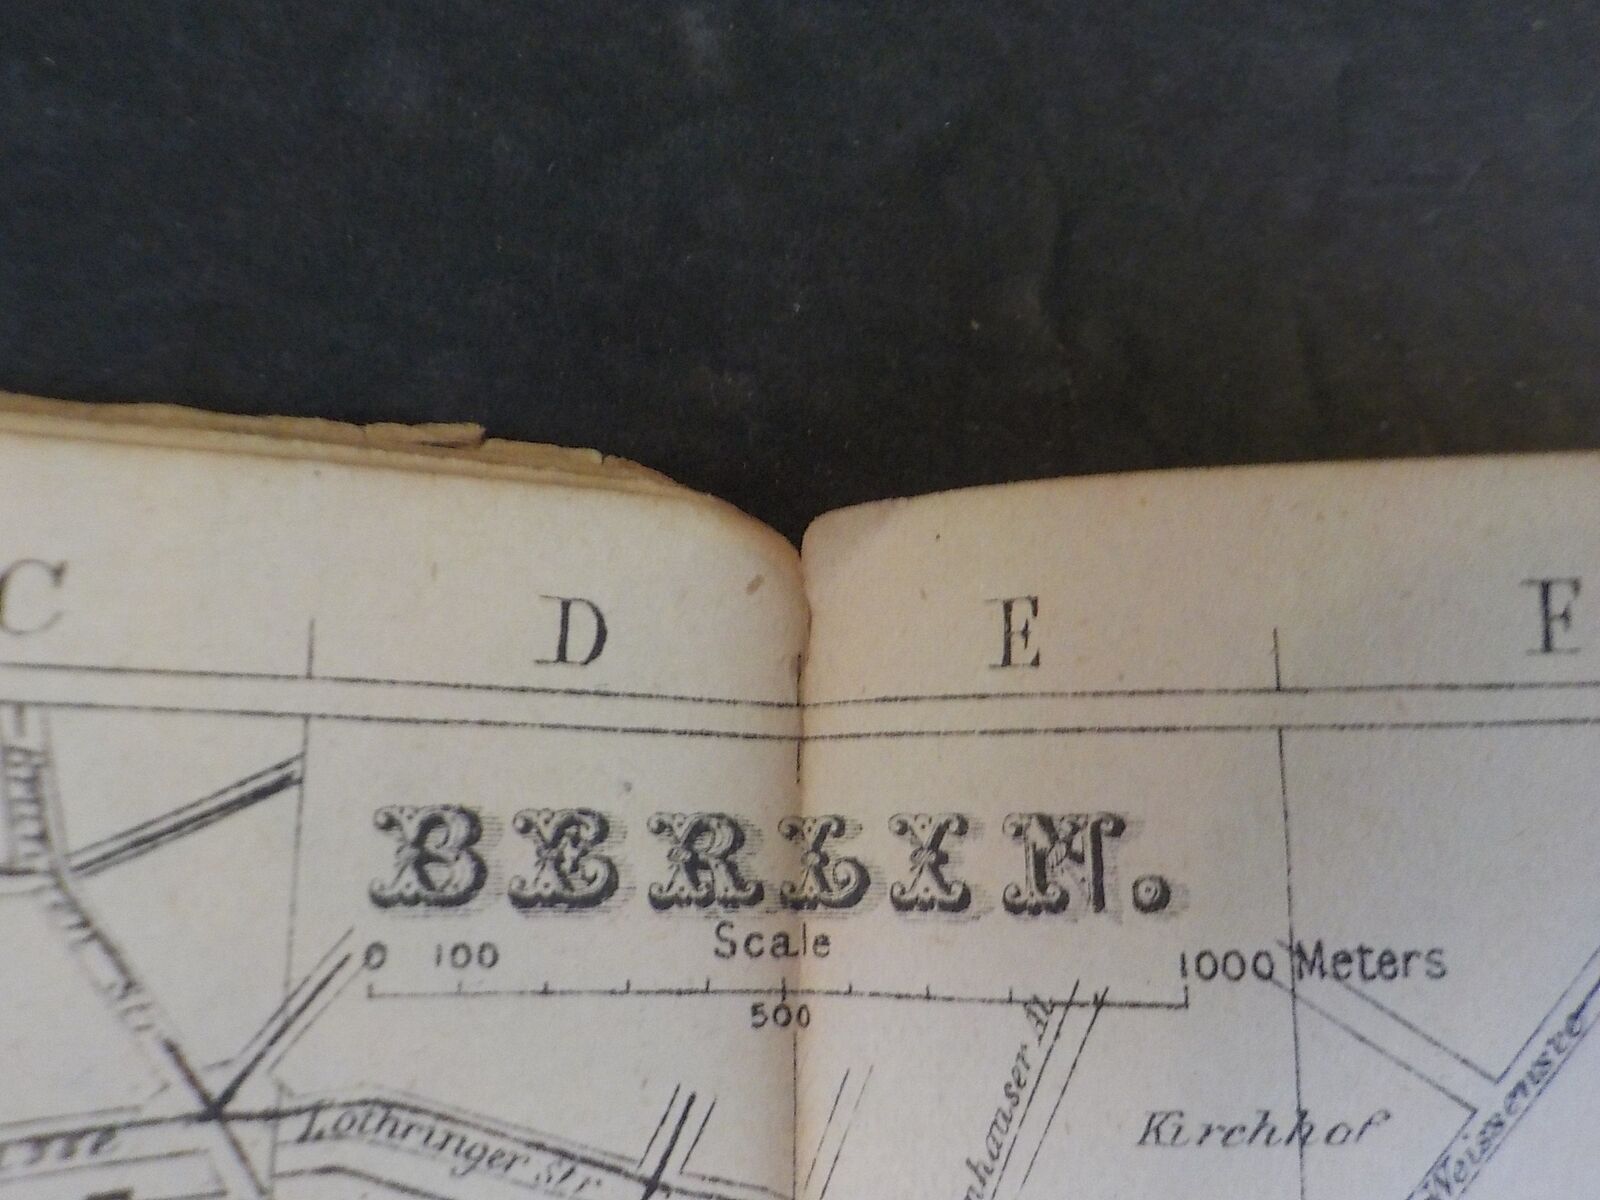 C D E F
BERLIN.
Scale
0 100 500 1000 Meters
Lothringer Str
Kirchhof